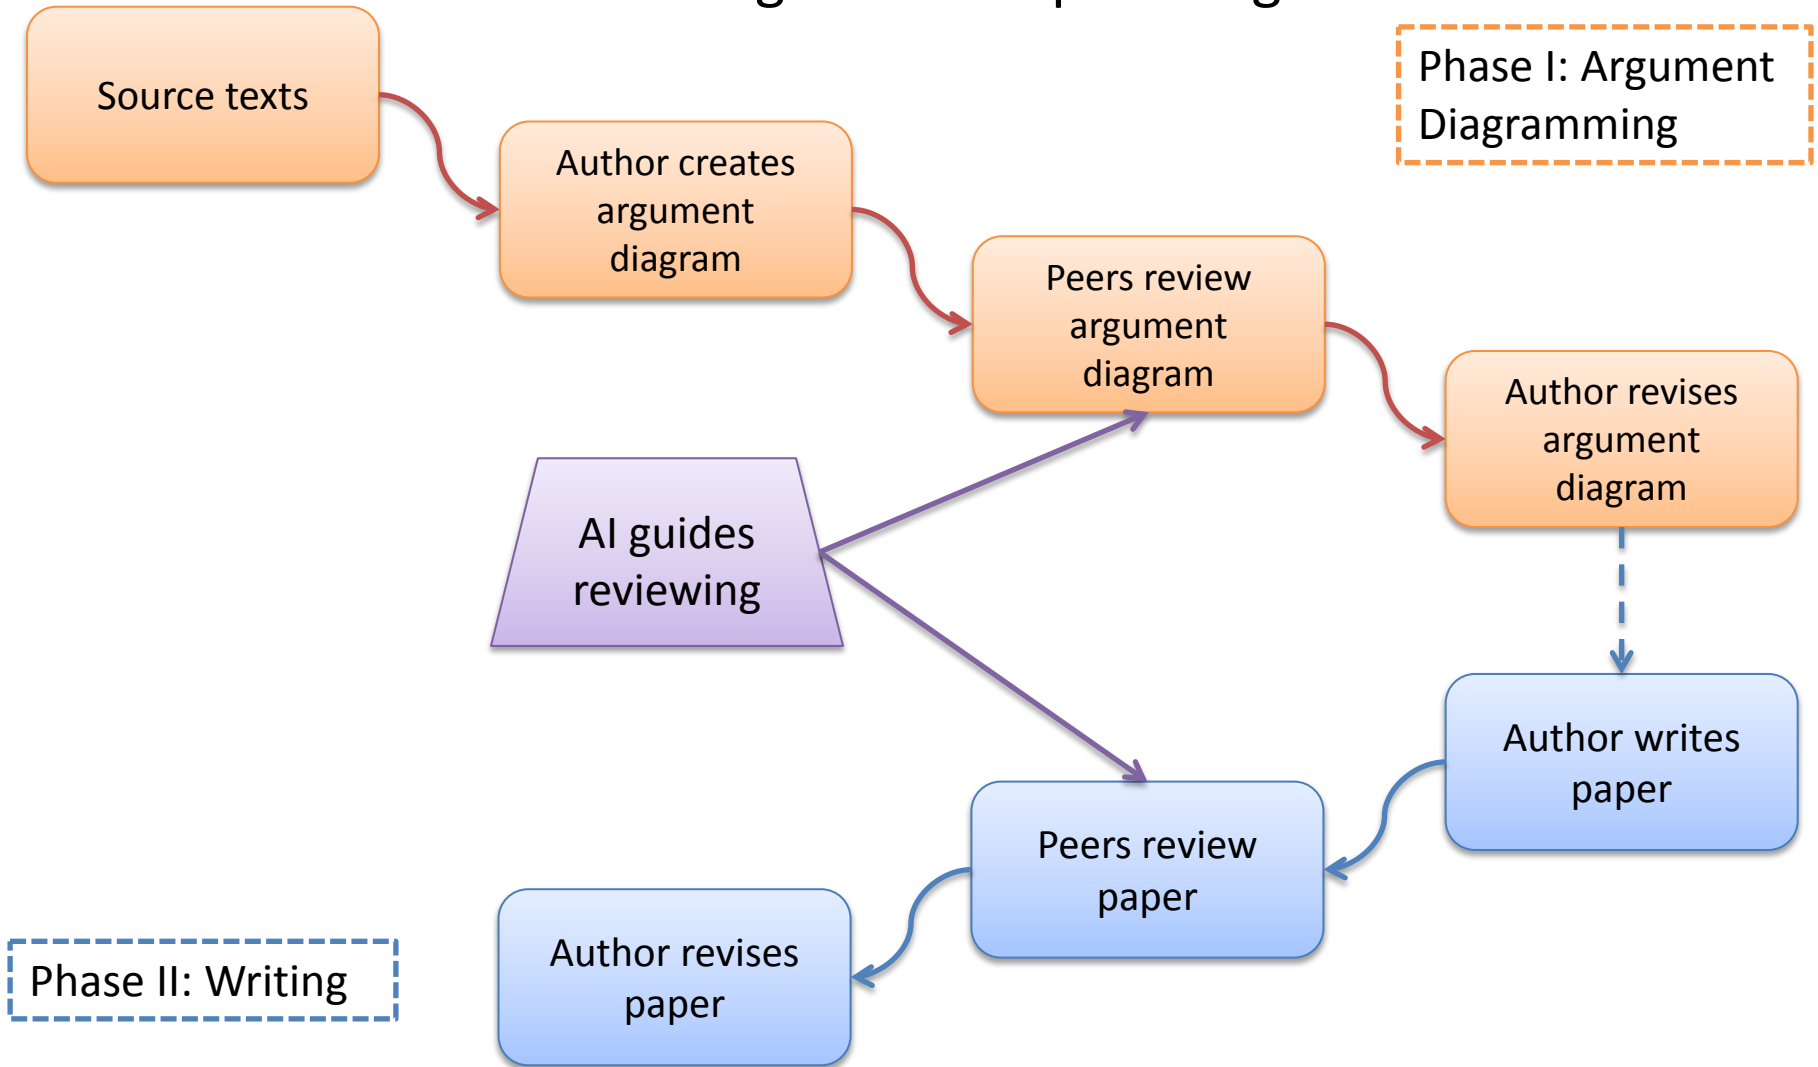 Source texts
Phase I: Argument
Diagramming
Author creates
argument
diagram
Peers review
argument
diagram
Author revises
argument
diagram
AI guides
reviewing
Author writes
paper
Peers review
paper
Author revises
paper
Phase II: Writing